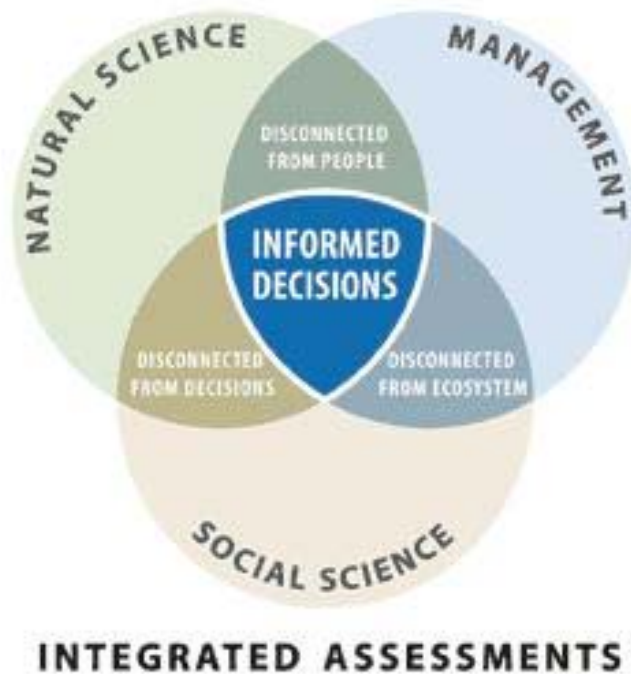 NATURAL SCIENCE
MANAGEMENT
DISCONNECTED
FROM PEOPLE
INFORMED
DECISIONS
DISCONNECTED
FROM DECISIONS
DISCONNECTED
FROM ECOSYSTEM
SOCIAL SCIENCE
INTEGRATED ASSESSMENTS